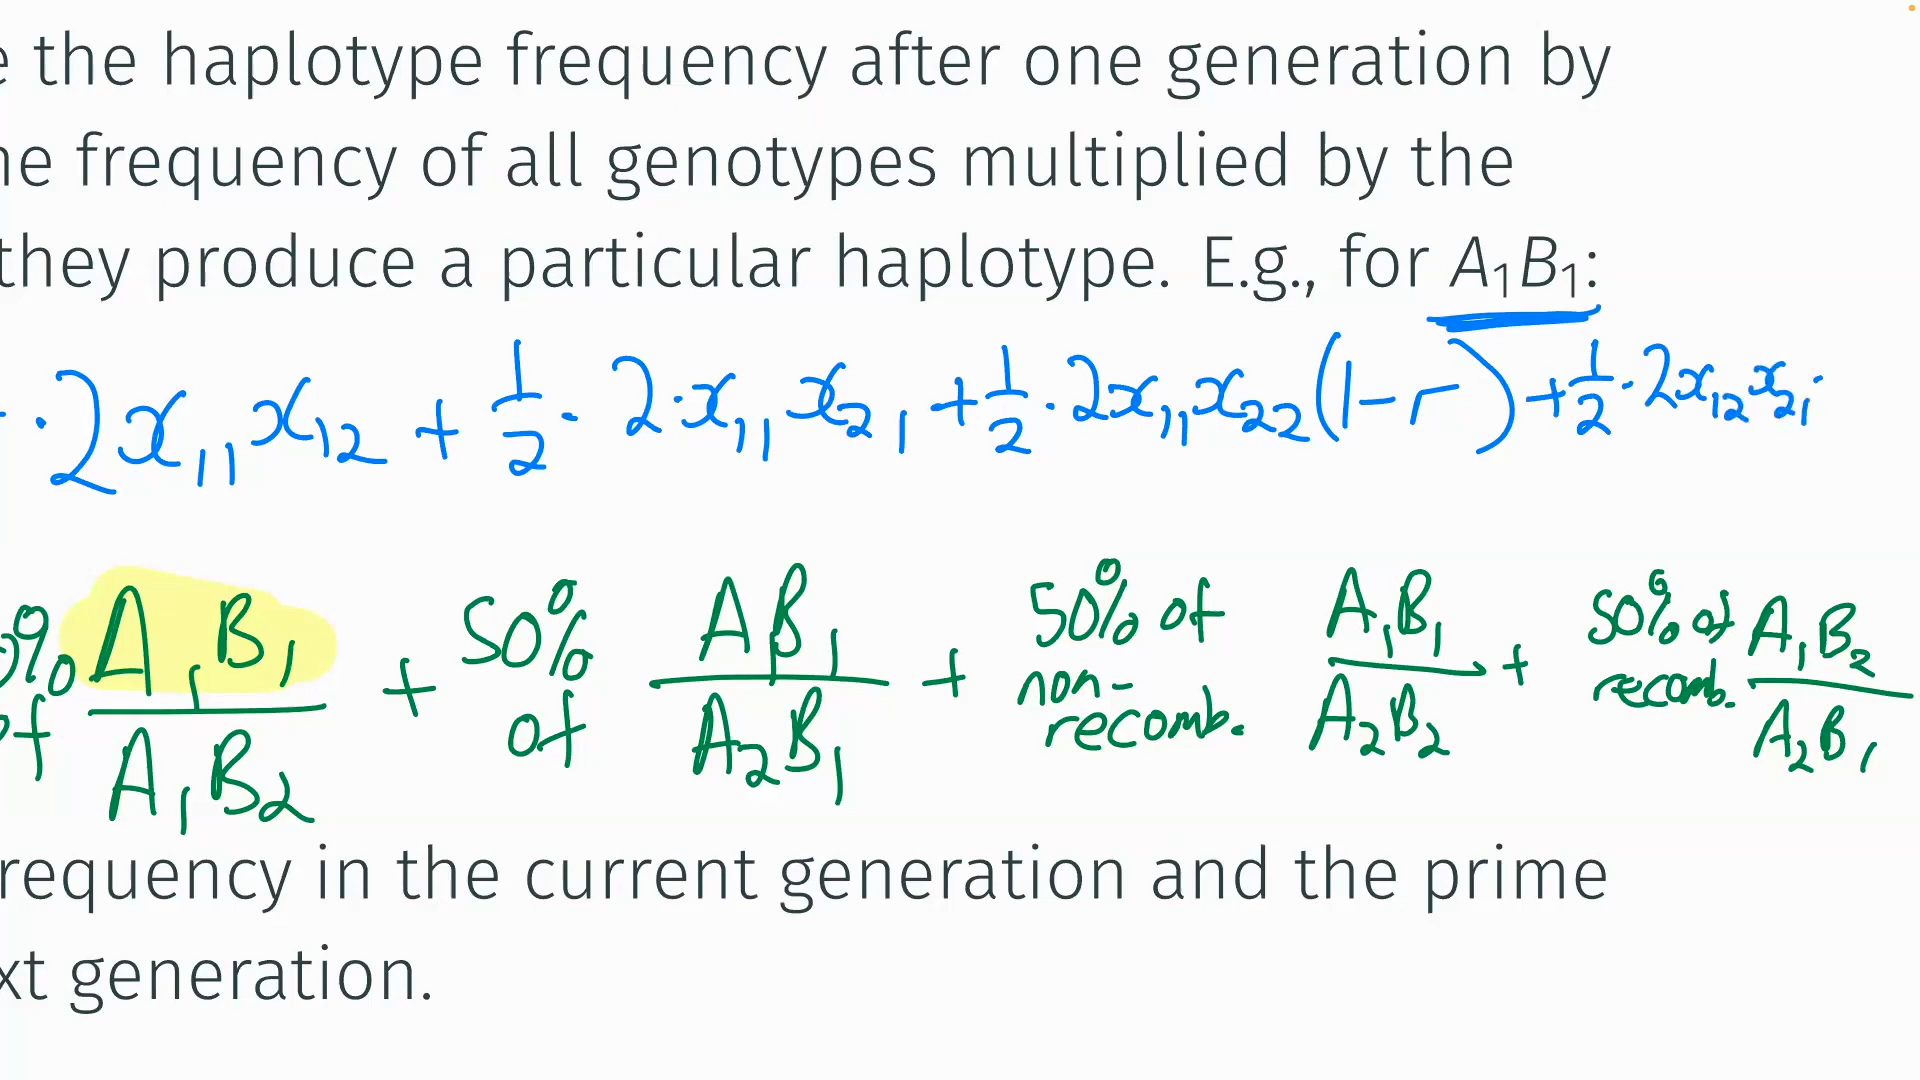 the haplotype frequency after one generation by
frequency of all genotypes multiplied by the
they produce a particular haplotype. E.g., for A₁B₁:
· 2x₁₁x₁₂ + 1/2 · 2·x₁₁x₂₁ + 1/2 · 2x₁₁x₂₂(1-r) + 1/2 · 2x₁₂x₂₁
% of A₁B₁/A₁B₂ + 50% of A₁B₁/A₂B₁ + 50% of non-recomb. A₁B₁/A₂B₂ + 50% of recomb. A₁B₂/A₂B₁
requency in the current generation and the prime
xt generation.